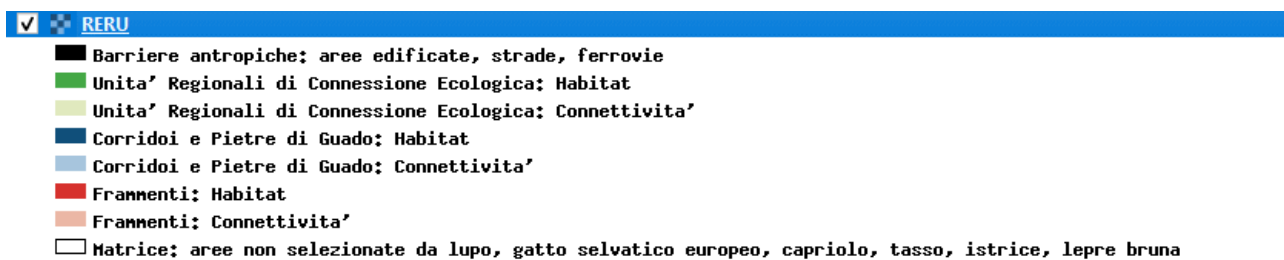 RERU
Barriere antropiche: aree edificate, strade, ferrovie
Unita' Regionali di Connessione Ecologica: Habitat
Unita' Regionali di Connessione Ecologica: Connettivita'
Corridoi e Pietre di Guado: Habitat
Corridoi e Pietre di Guado: Connettivita'
Frammenti: Habitat
Frammenti: Connettivita'
Matrice: aree non selezionate da lupo, gatto selvatico europeo, capriolo, tasso, istrice, lepre bruna